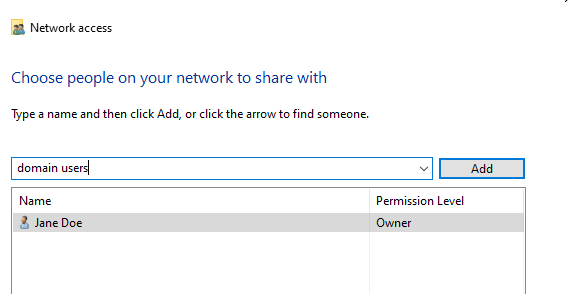 Network access
Choose people on your network to share with
Type a name and then click Add, or click the arrow to find someone.
domain users
Add
Name Permission Level
Jane Doe Owner